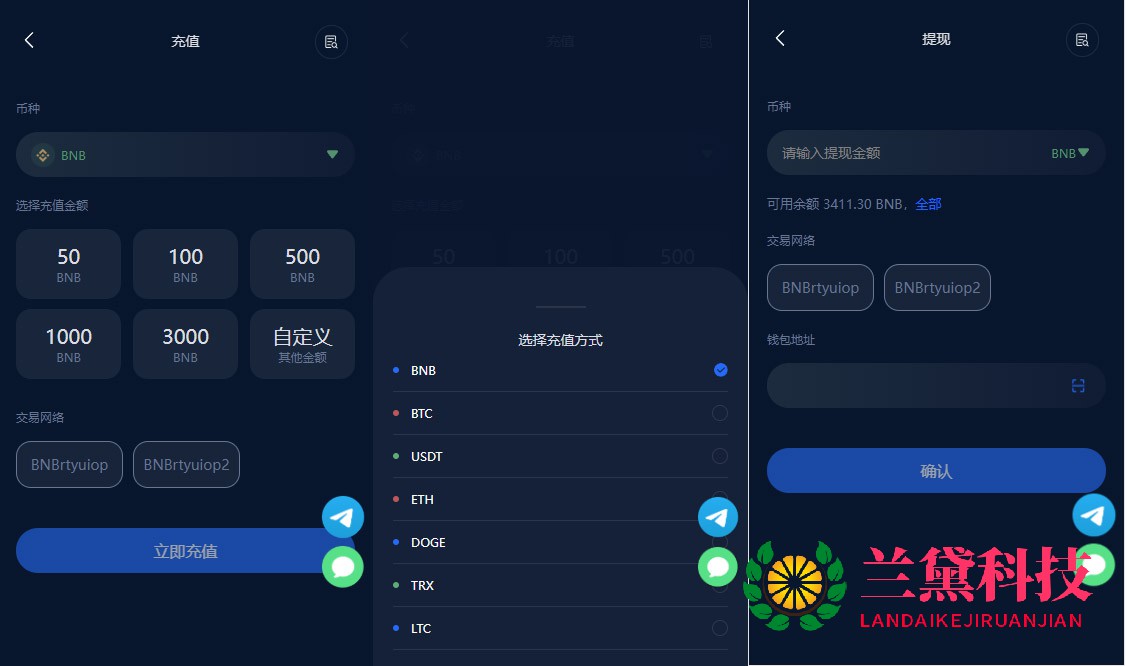 充值
币种
BNB
选择充值金额
50
BNB
100
BNB
500
BNB
1000
BNB
3000
BNB
自定义
其他金额
交易网络
BNBrtyuiop
BNBrtyuiop2
立即充值
充值
币种
BNB
选择充值金额
50
100
500
选择充值方式
BNB
BTC
USDT
ETH
DOGE
TRX
LTC
提现
币种
请输入提现金额
BNB
可用余额 3411.30 BNB，全部
交易网络
BNBrtyuiop
BNBrtyuiop2
钱包地址
确认
兰黛科技
LANDAIKEJIRUANJIAN